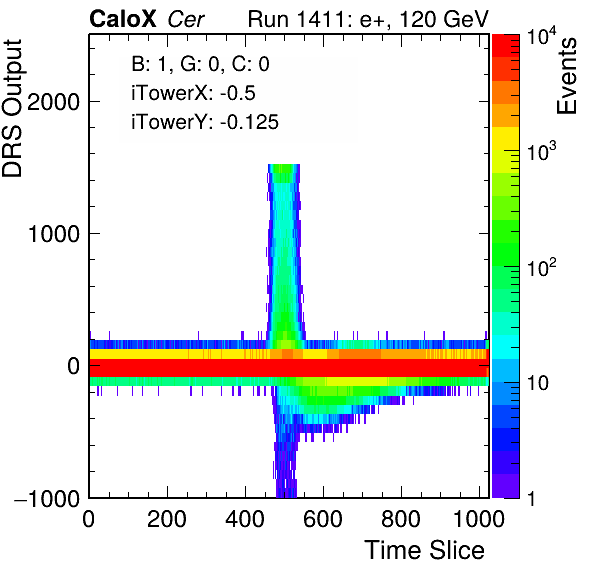 CaloX Cer Run 1411: e+, 120 GeV
B: 1, G: 0, C: 0
iTowerX: -0.5
iTowerY: -0.125
DRS Output
2000
1000
0
−1000
0 200 400 600 800 1000
Time Slice
Events
10^4
10^3
10^2
10
1